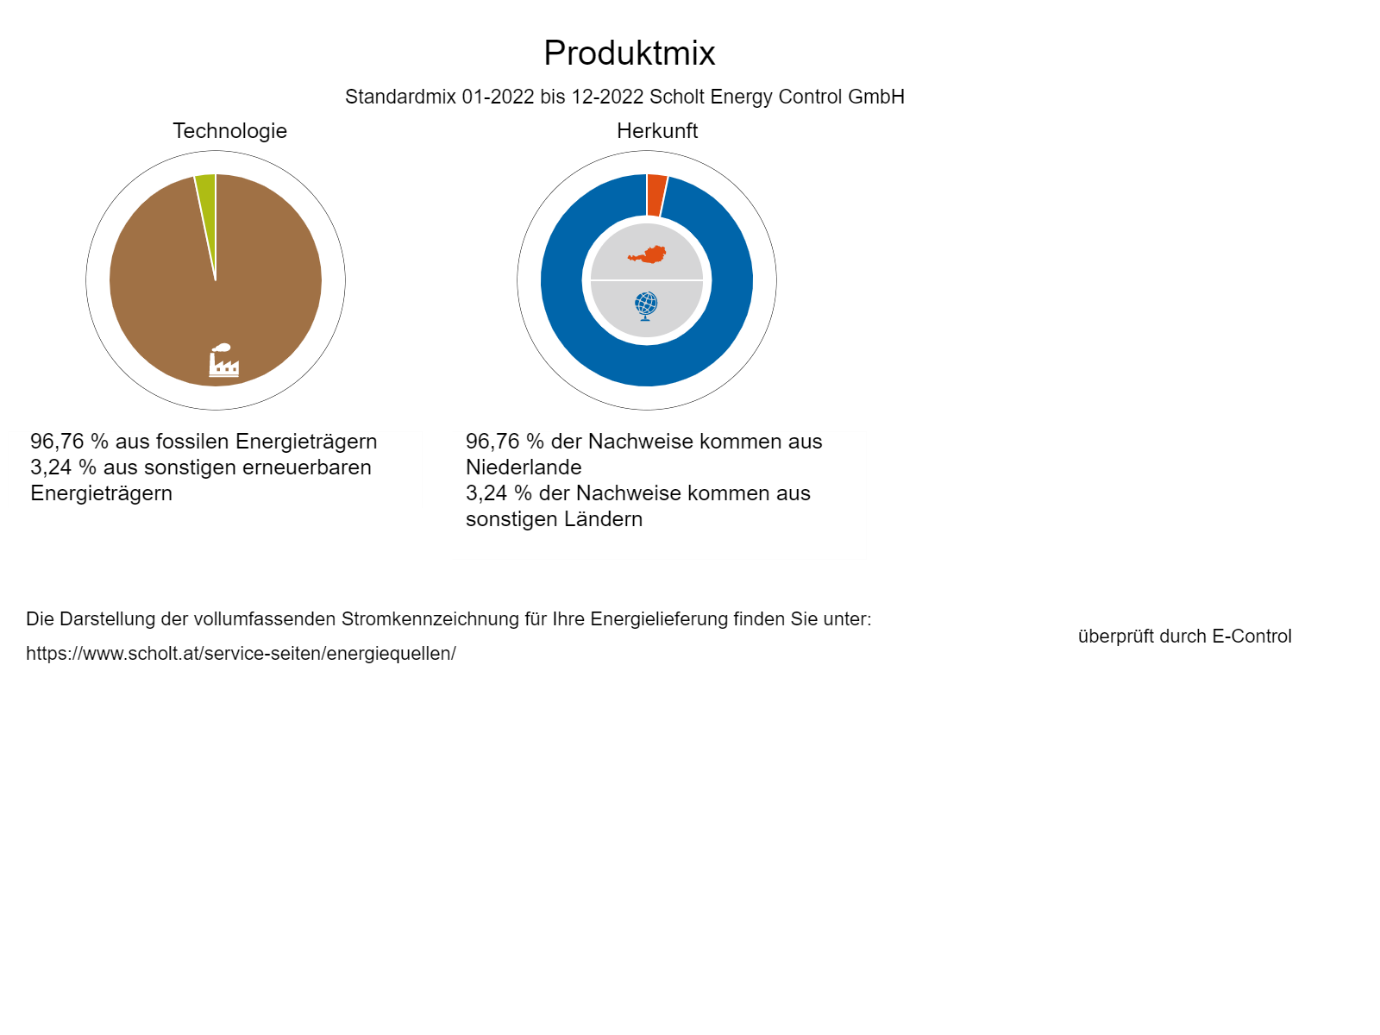 Produktmix
Standardmix 01-2022 bis 12-2022 Scholt Energy Control GmbH
Technologie
Herkunft
96,76 % aus fossilen Energieträgern
3,24 % aus sonstigen erneuerbaren
Energieträgern
96,76 % der Nachweise kommen aus
Niederlande
3,24 % der Nachweise kommen aus
sonstigen Ländern
Die Darstellung der vollumfassenden Stromkennzeichnung für Ihre Energielieferung finden Sie unter:
https://www.scholt.at/service-seiten/energiequellen/
überprüft durch E-Control